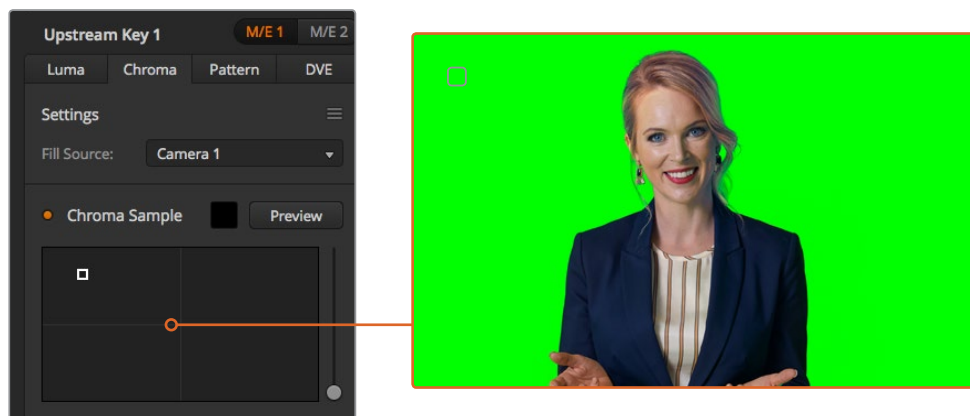 Upstream Key 1
M/E 1 M/E 2
Luma Chroma Pattern DVE
Settings
Fill Source: Camera 1
Chroma Sample Preview